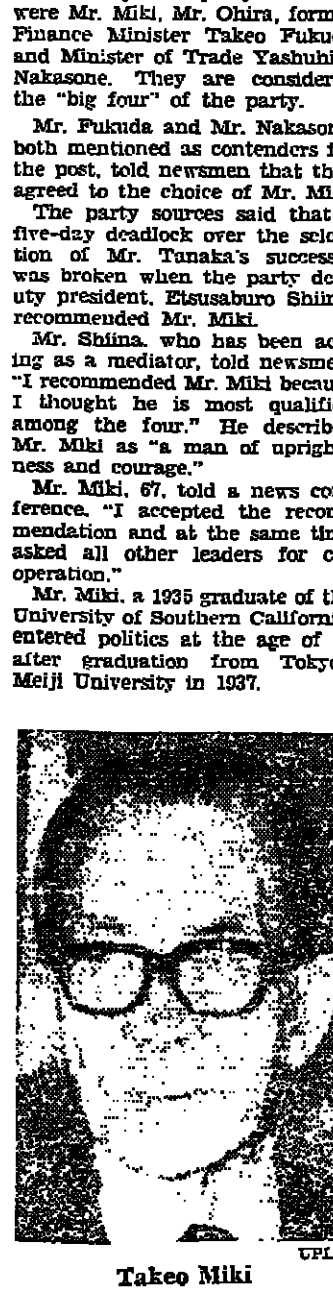 were Mr. Miki, Mr. Ohira, form
Finance Minister Takeo Fuku
and Minister of Trade Yashuhi
Nakasone. They are consider
the "big four" of the party.
Mr. Fukuda and Mr. Nakason
both mentioned as contenders f
the post, told newsmen that th
agreed to the choice of Mr. Mi
The party sources said that
five-day deadlock over the sele
tion of Mr. Tanaka's success
was broken when the party de
uty president, Etsusaburo Shiin
recommended Mr. Miki.
Mr. Shiina, who has been ac
ing as a mediator, told newsme
"I recommended Mr. Miki becau
I thought he is most qualifi
among the four." He describ
Mr. Miki as "a man of uprigh
ness and courage."
Mr. Miki, 67, told a news co
ference, "I accepted the recom
mendation and at the same tim
asked all other leaders for c
operation."
Mr. Miki, a 1935 graduate of th
University of Southern Californi
entered politics at the age of
after graduation from Tokyo
Meiji University in 1937.
UPI.
Takeo Miki